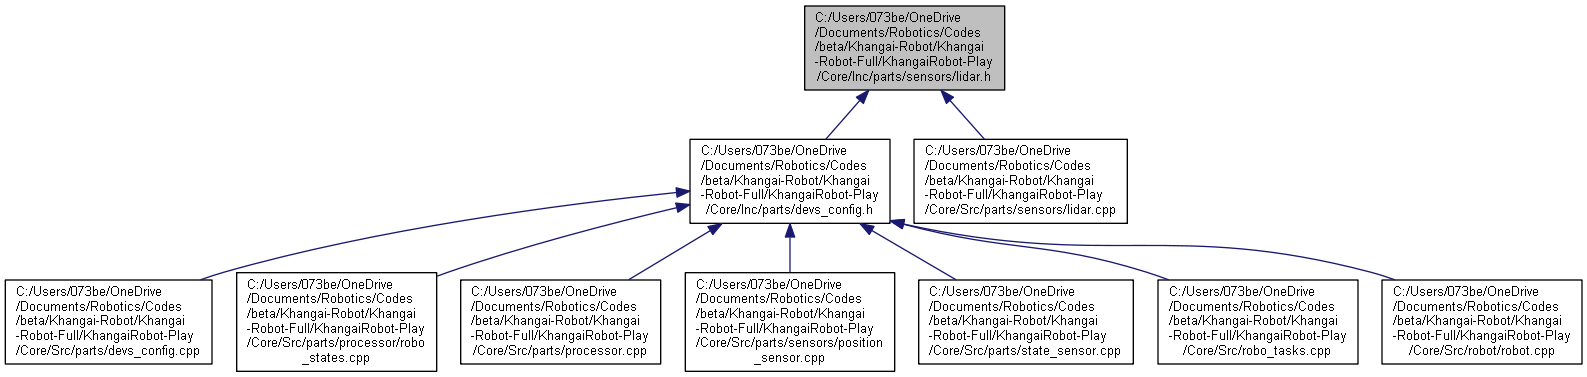 C:/Users/073be/OneDrive
/Documents/Robotics/Codes
/beta/Khangai-Robot/Khangai
-Robot-Full/KhangaiRobot-Play
/Core/Inc/parts/sensors/lidar.h
C:/Users/073be/OneDrive
/Documents/Robotics/Codes
/beta/Khangai-Robot/Khangai
-Robot-Full/KhangaiRobot-Play
/Core/Inc/parts/devs_config.h
C:/Users/073be/OneDrive
/Documents/Robotics/Codes
/beta/Khangai-Robot/Khangai
-Robot-Full/KhangaiRobot-Play
/Core/Src/parts/sensors/lidar.cpp
C:/Users/073be/OneDrive
/Documents/Robotics/Codes
/beta/Khangai-Robot/Khangai
-Robot-Full/KhangaiRobot-Play
/Core/Src/parts/devs_config.cpp
C:/Users/073be/OneDrive
/Documents/Robotics/Codes
/beta/Khangai-Robot/Khangai
-Robot-Full/KhangaiRobot-Play
/Core/Src/parts/processor/robo
_states.cpp
C:/Users/073be/OneDrive
/Documents/Robotics/Codes
/beta/Khangai-Robot/Khangai
-Robot-Full/KhangaiRobot-Play
/Core/Src/parts/processor.cpp
C:/Users/073be/OneDrive
/Documents/Robotics/Codes
/beta/Khangai-Robot/Khangai
-Robot-Full/KhangaiRobot-Play
/Core/Src/parts/sensors/position
_sensor.cpp
C:/Users/073be/OneDrive
/Documents/Robotics/Codes
/beta/Khangai-Robot/Khangai
-Robot-Full/KhangaiRobot-Play
/Core/Src/parts/state_sensor.cpp
C:/Users/073be/OneDrive
/Documents/Robotics/Codes
/beta/Khangai-Robot/Khangai
-Robot-Full/KhangaiRobot-Play
/Core/Src/robo_tasks.cpp
C:/Users/073be/OneDrive
/Documents/Robotics/Codes
/beta/Khangai-Robot/Khangai
-Robot-Full/KhangaiRobot-Play
/Core/Src/robot/robot.cpp